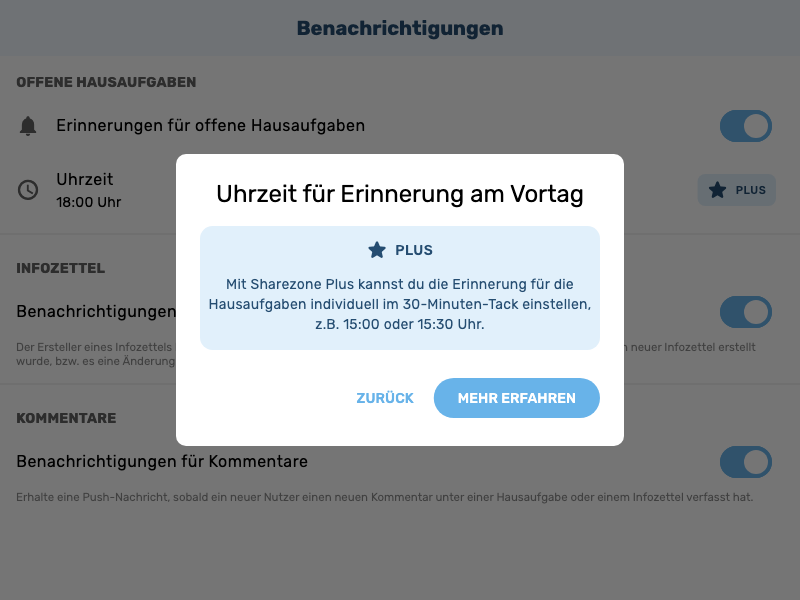 Benachrichtigungen
OFFENE HAUSAUFGABEN
Erinnerungen für offene Hausaufgaben
Uhrzeit
18:00 Uhr
PLUS
Uhrzeit für Erinnerung am Vortag
PLUS
Mit Sharezone Plus kannst du die Erinnerung für die
Hausaufgaben individuell im 30-Minuten-Tack einstellen,
z.B. 15:00 oder 15:30 Uhr.
ZURÜCK
MEHR ERFAHREN
INFOZETTEL
Benachrichtigungen
Der Ersteller eines Infozettels
neuer Infozettel erstellt
wurde, bzw. es eine Änderung
KOMMENTARE
Benachrichtigungen für Kommentare
Erhalte eine Push-Nachricht, sobald ein neuer Nutzer einen neuen Kommentar unter einer Hausaufgabe oder einem Infozettel verfasst hat.